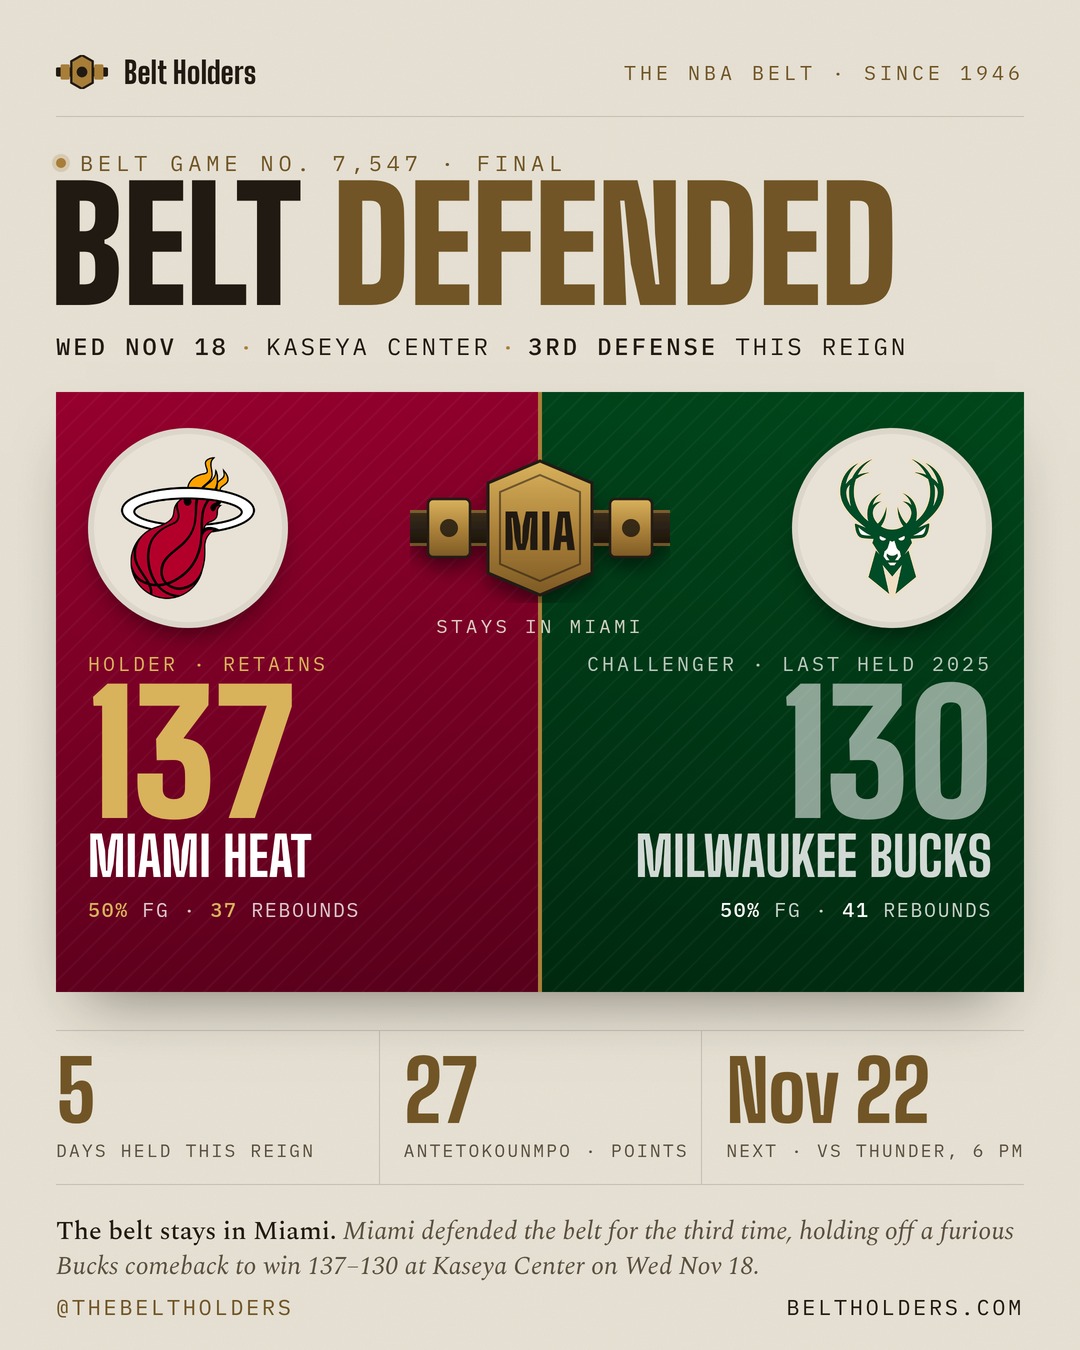 Belt Holders
THE NBA BELT · SINCE 1946
BELT GAME NO. 7,547 · FINAL
BELT DEFENDED
WED NOV 18 · KASEYA CENTER · 3RD DEFENSE THIS REIGN
MIA
STAYS IN MIAMI
HOLDER · RETAINS
137
MIAMI HEAT
50% FG · 37 REBOUNDS
CHALLENGER · LAST HELD 2025
130
MILWAUKEE BUCKS
50% FG · 41 REBOUNDS
5
DAYS HELD THIS REIGN
27
ANTETOKOUNMPO · POINTS
Nov 22
NEXT · VS THUNDER, 6 PM
The belt stays in Miami. Miami defended the belt for the third time, holding off a furious
Bucks comeback to win 137–130 at Kaseya Center on Wed Nov 18.
@THEBELTHOLDERS
BELTHOLDERS.COM